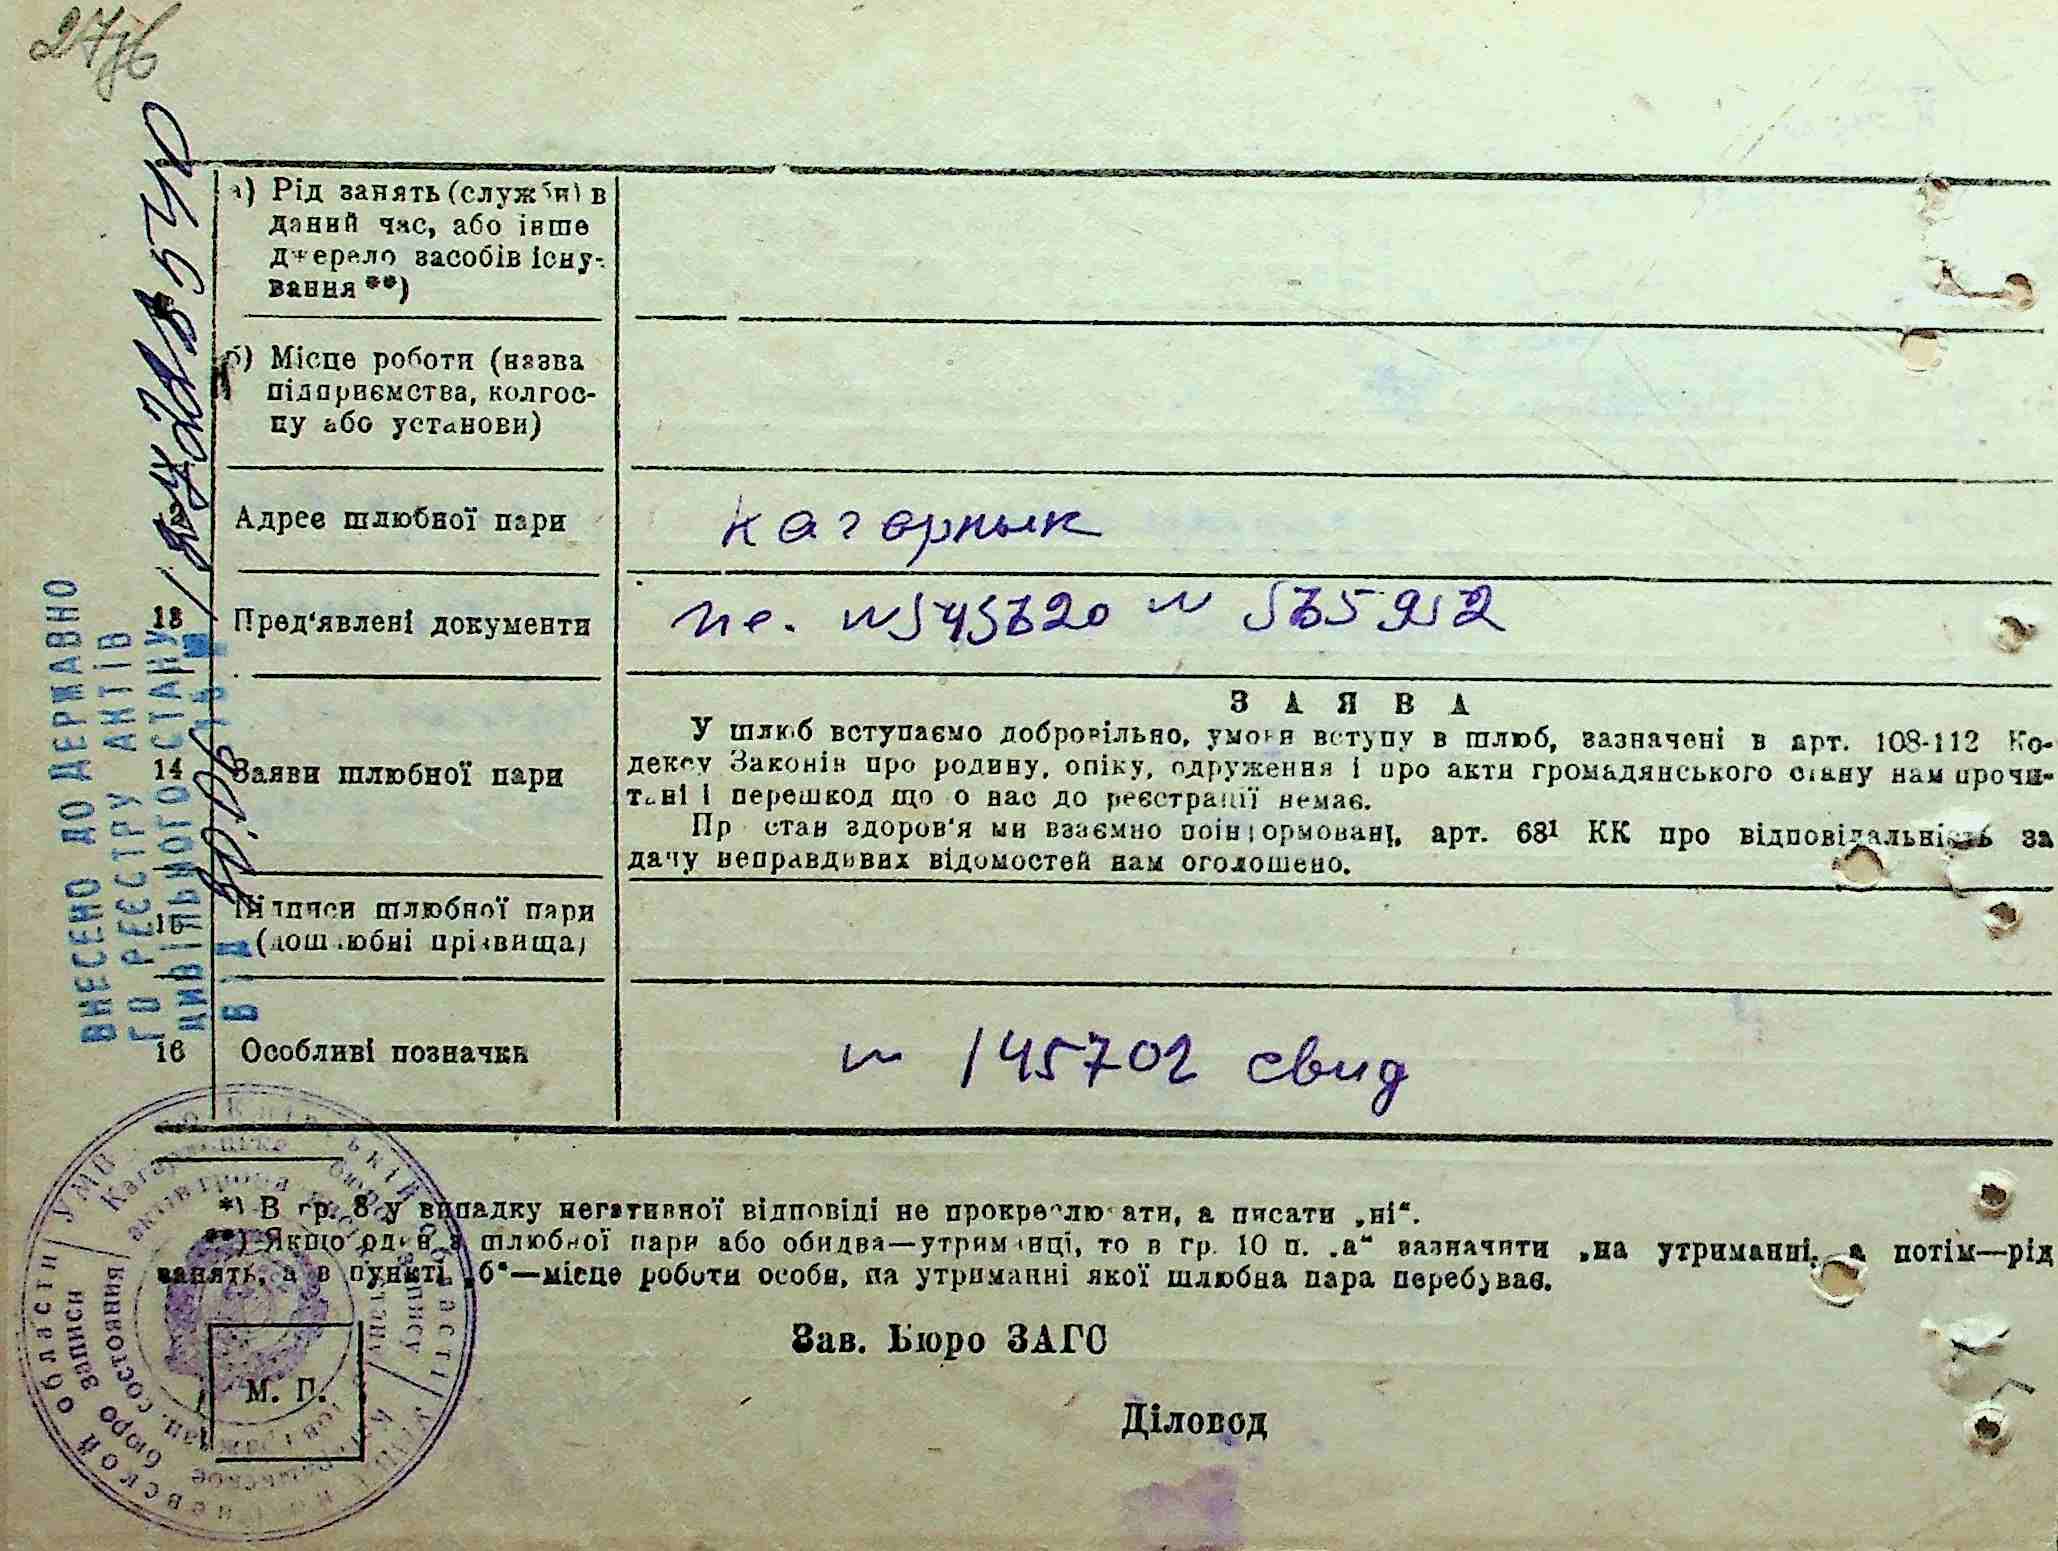 а) Рід занять (служби) в
даний час, або інше
джерело засобів існу-
вання **)
б) Місце роботи (назва
підприємства, колгос-
пу або установи)
Адрес шлюбної пари
Кагарлык
13 Пред'явлені документи
14 Заяви шлюбної пари
ЗАЯВА
У шлюб вступаємо добровільно, умови вступу в шлюб, зазначені в арт. 108-112 Ко-
дексу Законів про родину, опіку, одруження і про акти громадянського стану нам прочи-
тані і перешкод що о нас до реєстрації немає.
Пр стан здоров'я ми взаємно поінформовані, арт. 68¹ КК про відповідальність за
дачу неправдивих відомостей нам оголошено.
15 Підписи шлюбної пари
(дошлюбні прізвища)
16 Особливі позначки
№ 145702 свид
ВНЕСЕНО ДО ДЕРЖАВНО
ГО РЕЄСТРУ АКТІВ
ЦИВІЛЬНОГО СТАНУ
ВІД
*) В гр. 8 у випадку негативної відповіді не прокреслювати, а писати „ні“.
**) Якщо один з шлюбної пари або обидва—утриманці, то в гр. 10 п. „а“ зазначити „на утриманні, а потім—рід
занять, а в пункті „б“—місце роботи особи, на утриманні якої шлюбна пара перебуває.
Зав. Бюро ЗАГС
М. П.
Діловод